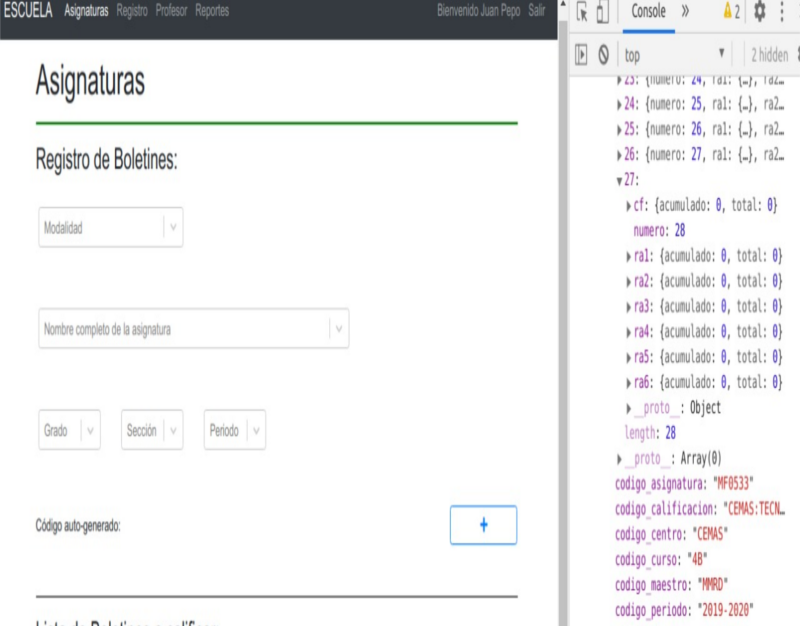 ESCUELA Asignaturas Registro Profesor Reportes Bienvenido Juan Pepo Salir
Asignaturas
Registro de Boletines:
Modalidad
Nombre completo de la asignatura
Grado Sección Periodo
Código auto-generado:
+
Console » 2
top 2 hidden
23: {numero: 24, ra1: {…}, ra2…
24: {numero: 25, ra1: {…}, ra2…
25: {numero: 26, ra1: {…}, ra2…
26: {numero: 27, ra1: {…}, ra2…
27:
cf: {acumulado: 0, total: 0}
numero: 28
ra1: {acumulado: 0, total: 0}
ra2: {acumulado: 0, total: 0}
ra3: {acumulado: 0, total: 0}
ra4: {acumulado: 0, total: 0}
ra5: {acumulado: 0, total: 0}
ra6: {acumulado: 0, total: 0}
__proto__: Object
length: 28
__proto__: Array(0)
codigo_asignatura: "MF0533"
codigo_calificacion: "CEMAS:TECN…
codigo_centro: "CEMAS"
codigo_curso: "4B"
codigo_maestro: "MMRD"
codigo_periodo: "2019-2020"